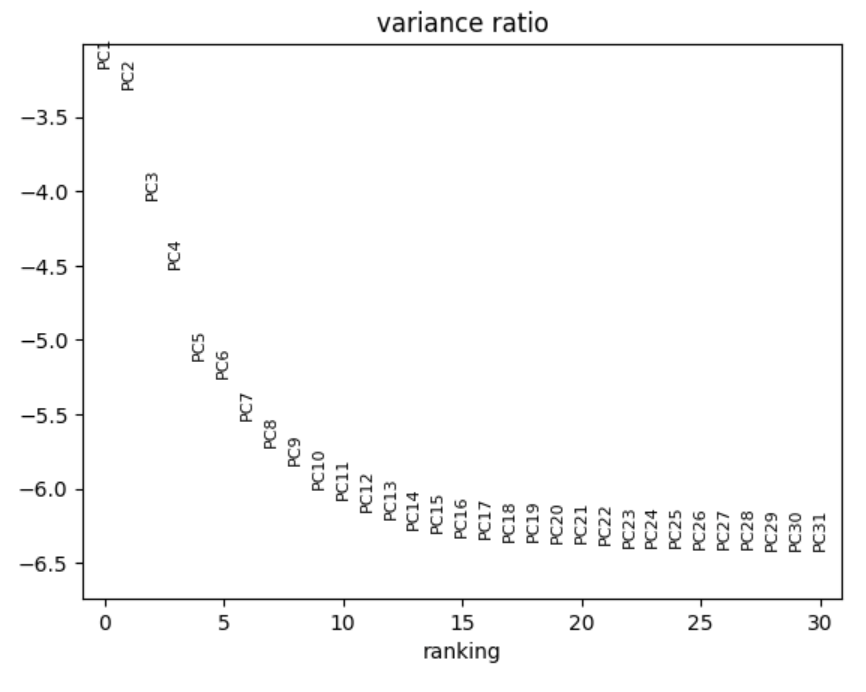 variance ratio
PC1
PC2
PC3
PC4
PC5
PC6
PC7
PC8
PC9
PC10
PC11
PC12
PC13
PC14
PC15
PC16
PC17
PC18
PC19
PC20
PC21
PC22
PC23
PC24
PC25
PC26
PC27
PC28
PC29
PC30
PC31
−3.5
−4.0
−4.5
−5.0
−5.5
−6.0
−6.5
0 5 10 15 20 25 30
ranking